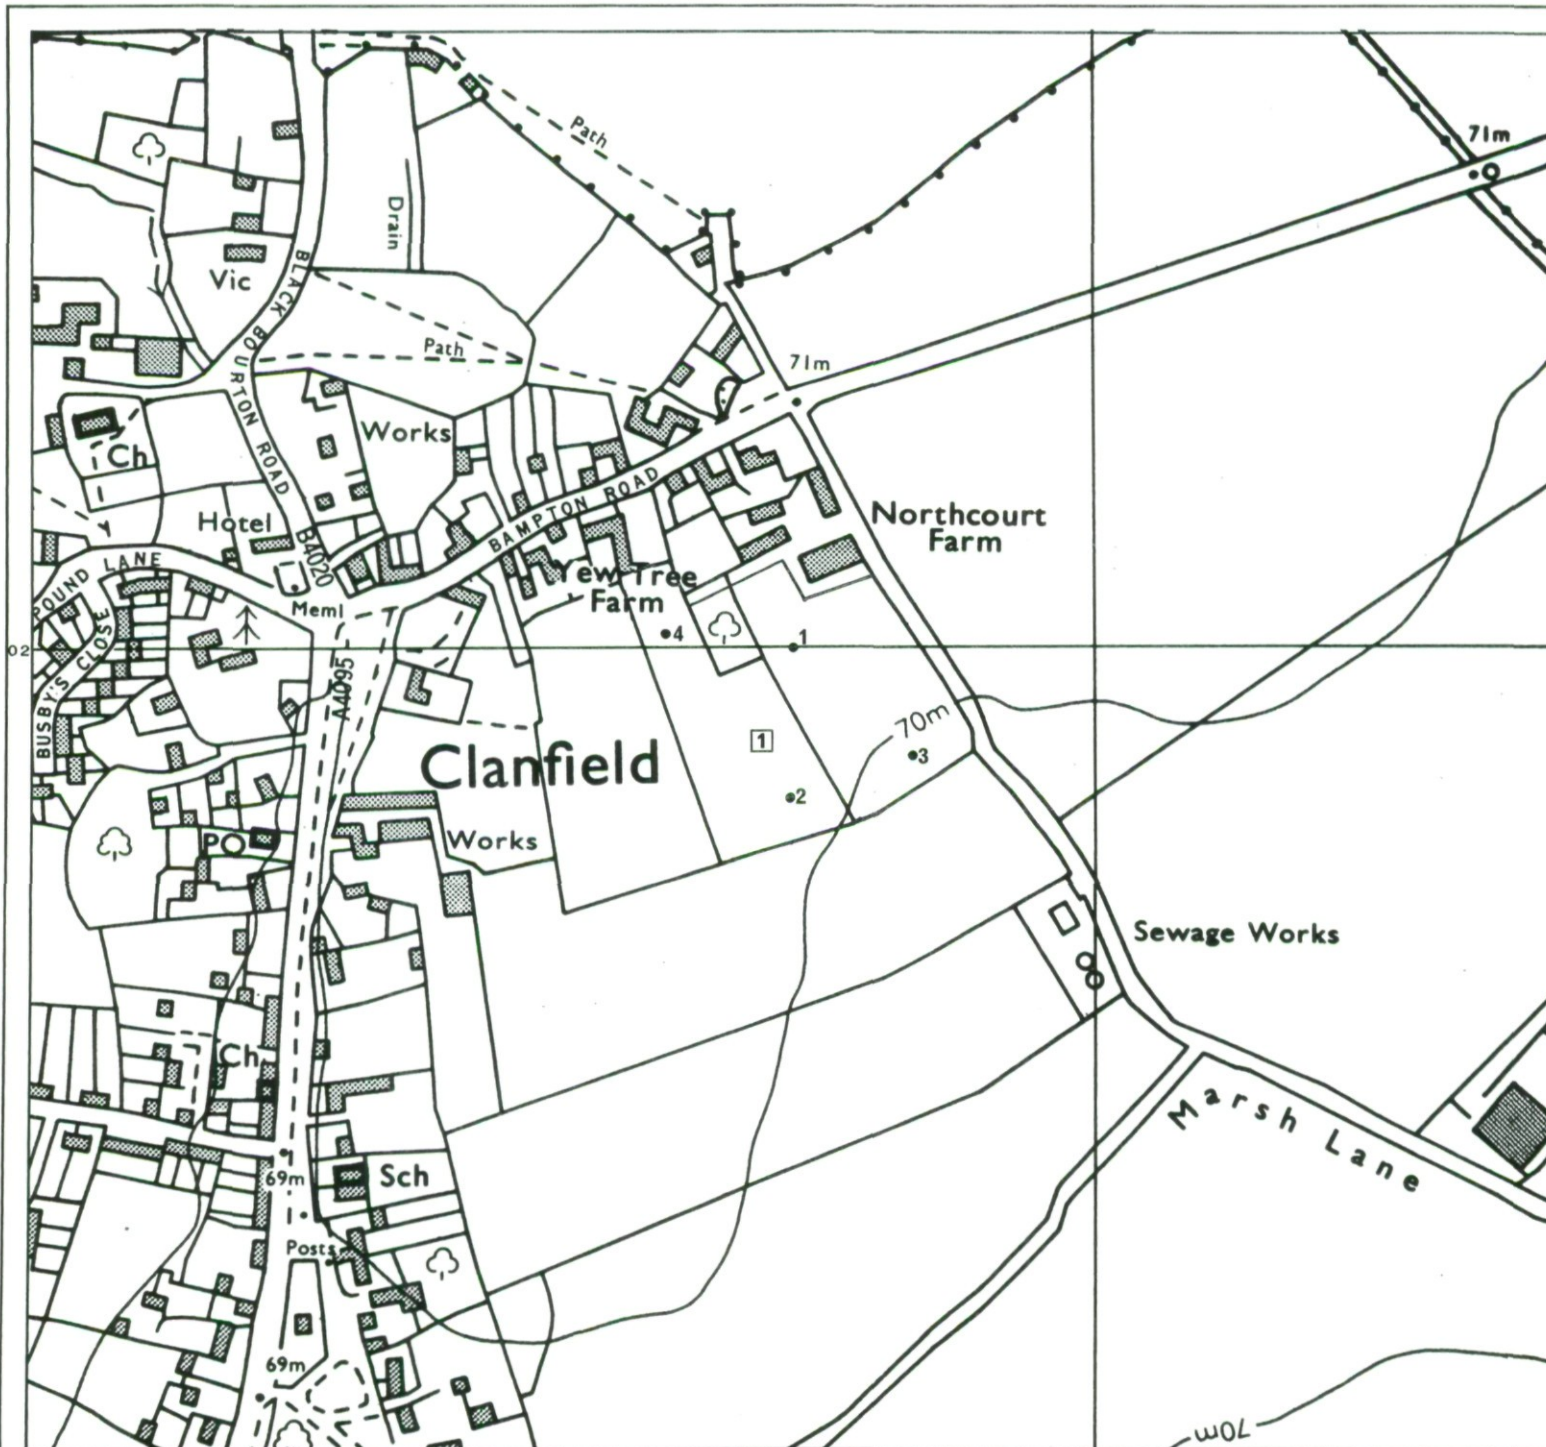 Path
71m
Drain
Vic
BLACK BOURTON ROAD
Path
71m
Works
Ch
BAMPTON ROAD
Hotel
Northcourt
Farm
B4020
POUND LANE
Yew Tree
Farm
Meml
4
1
02
BUSBY'S CLOSE
A4095
70m
1
3
Clanfield
2
PO
Works
Sewage Works
Ch
Marsh Lane
69m
Sch
Posts
69m
70m